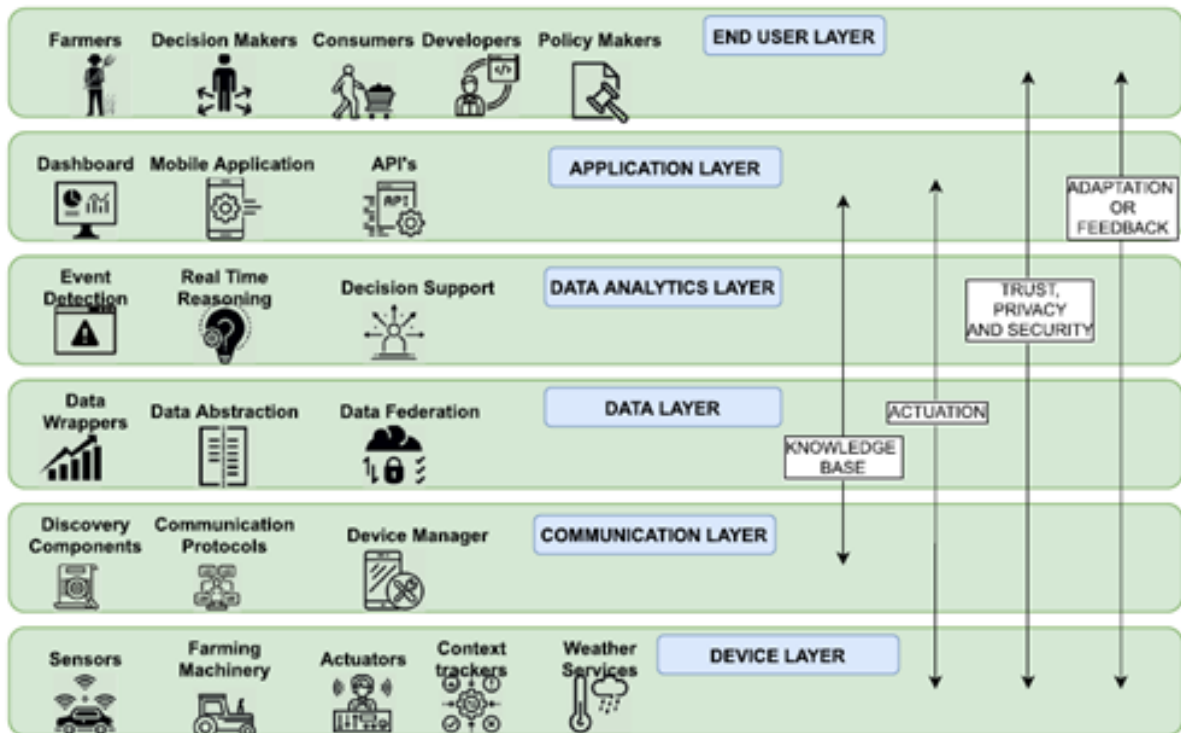 Farmers Decision Makers Consumers Developers Policy Makers END USER LAYER
</>
Dashboard Mobile Application API's APPLICATION LAYER
API
ADAPTATION
OR
FEEDBACK
Event
Detection
Real Time
Reasoning
Decision Support DATA ANALYTICS LAYER
TRUST,
PRIVACY
AND SECURITY
Data
Wrappers
Data Abstraction Data Federation DATA LAYER
ACTUATION
KNOWLEDGE
BASE
Discovery
Components
Communication
Protocols
Device Manager COMMUNICATION LAYER
Sensors
Farming
Machinery
Actuators
Context
trackers
Weather
Services
DEVICE LAYER